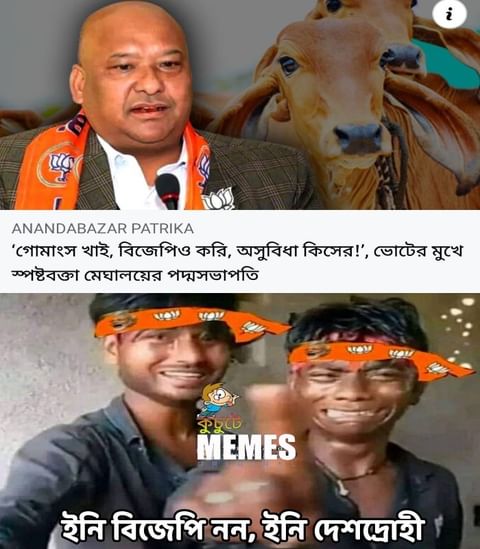 i
ANANDABAZAR PATRIKA
'গোমাংস খাই, বিজেপিও করি, অসুবিধা কিসের!', ভোটের মুখে
স্পষ্টবক্তা মেঘালয়ের পদ্মসভাপতি
কুচুটে
MEMES
ইনি বিজেপি নন, ইনি দেশদ্রোহী